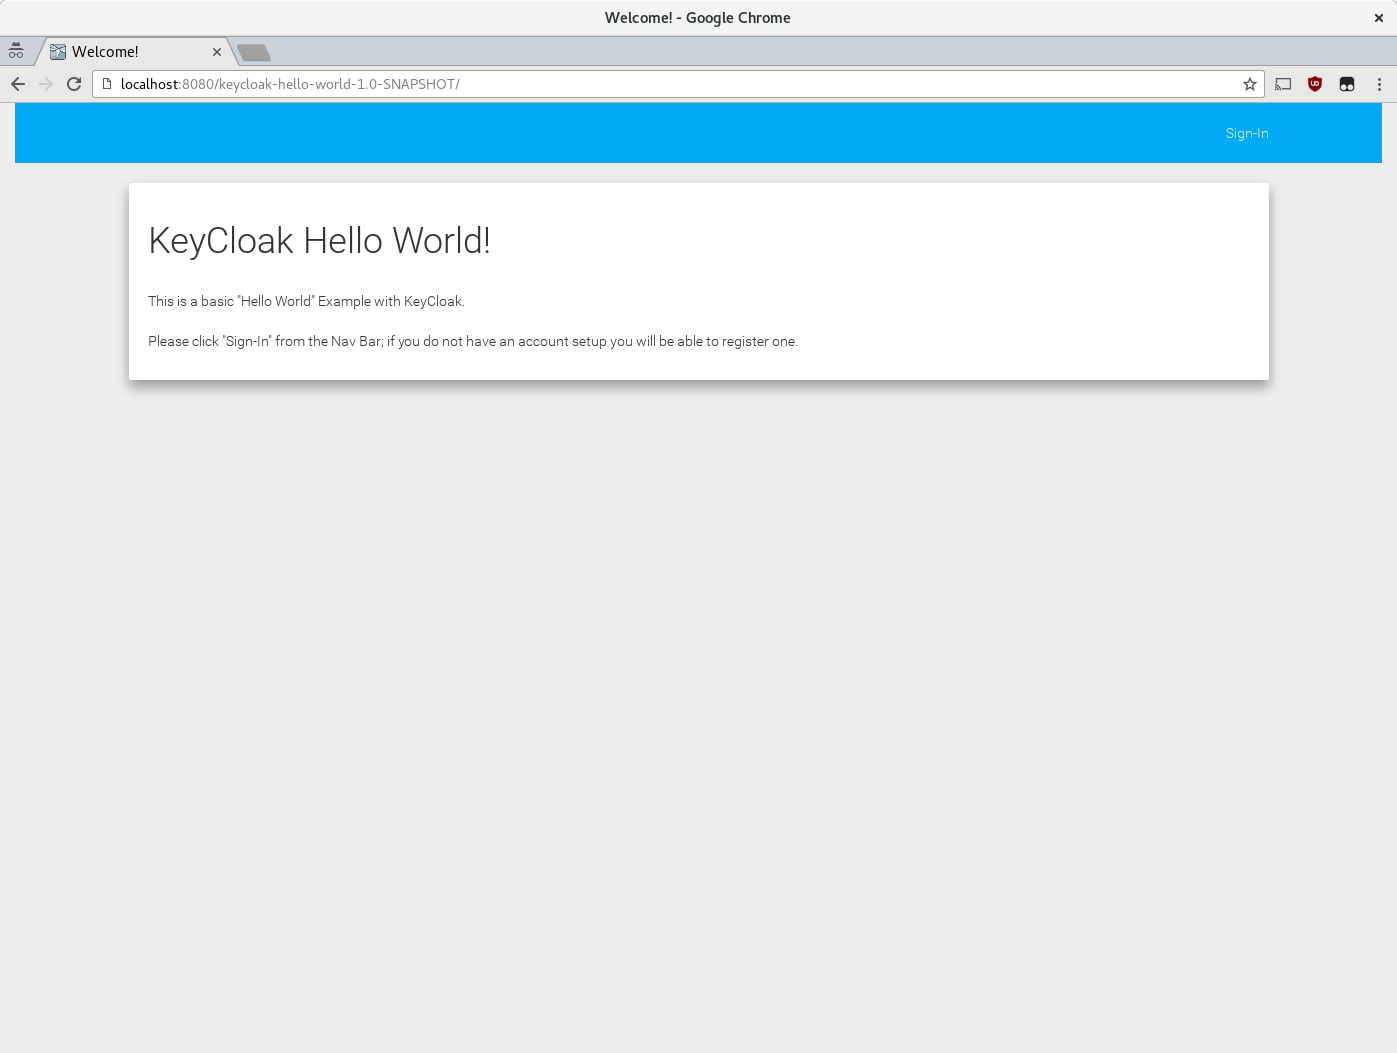 Welcome! - Google Chrome
Welcome!
localhost:8080/keycloak-hello-world-1.0-SNAPSHOT/
Sign-In
KeyCloak Hello World!
This is a basic "Hello World" Example with KeyCloak.
Please click "Sign-In" from the Nav Bar; if you do not have an account setup you will be able to register one.